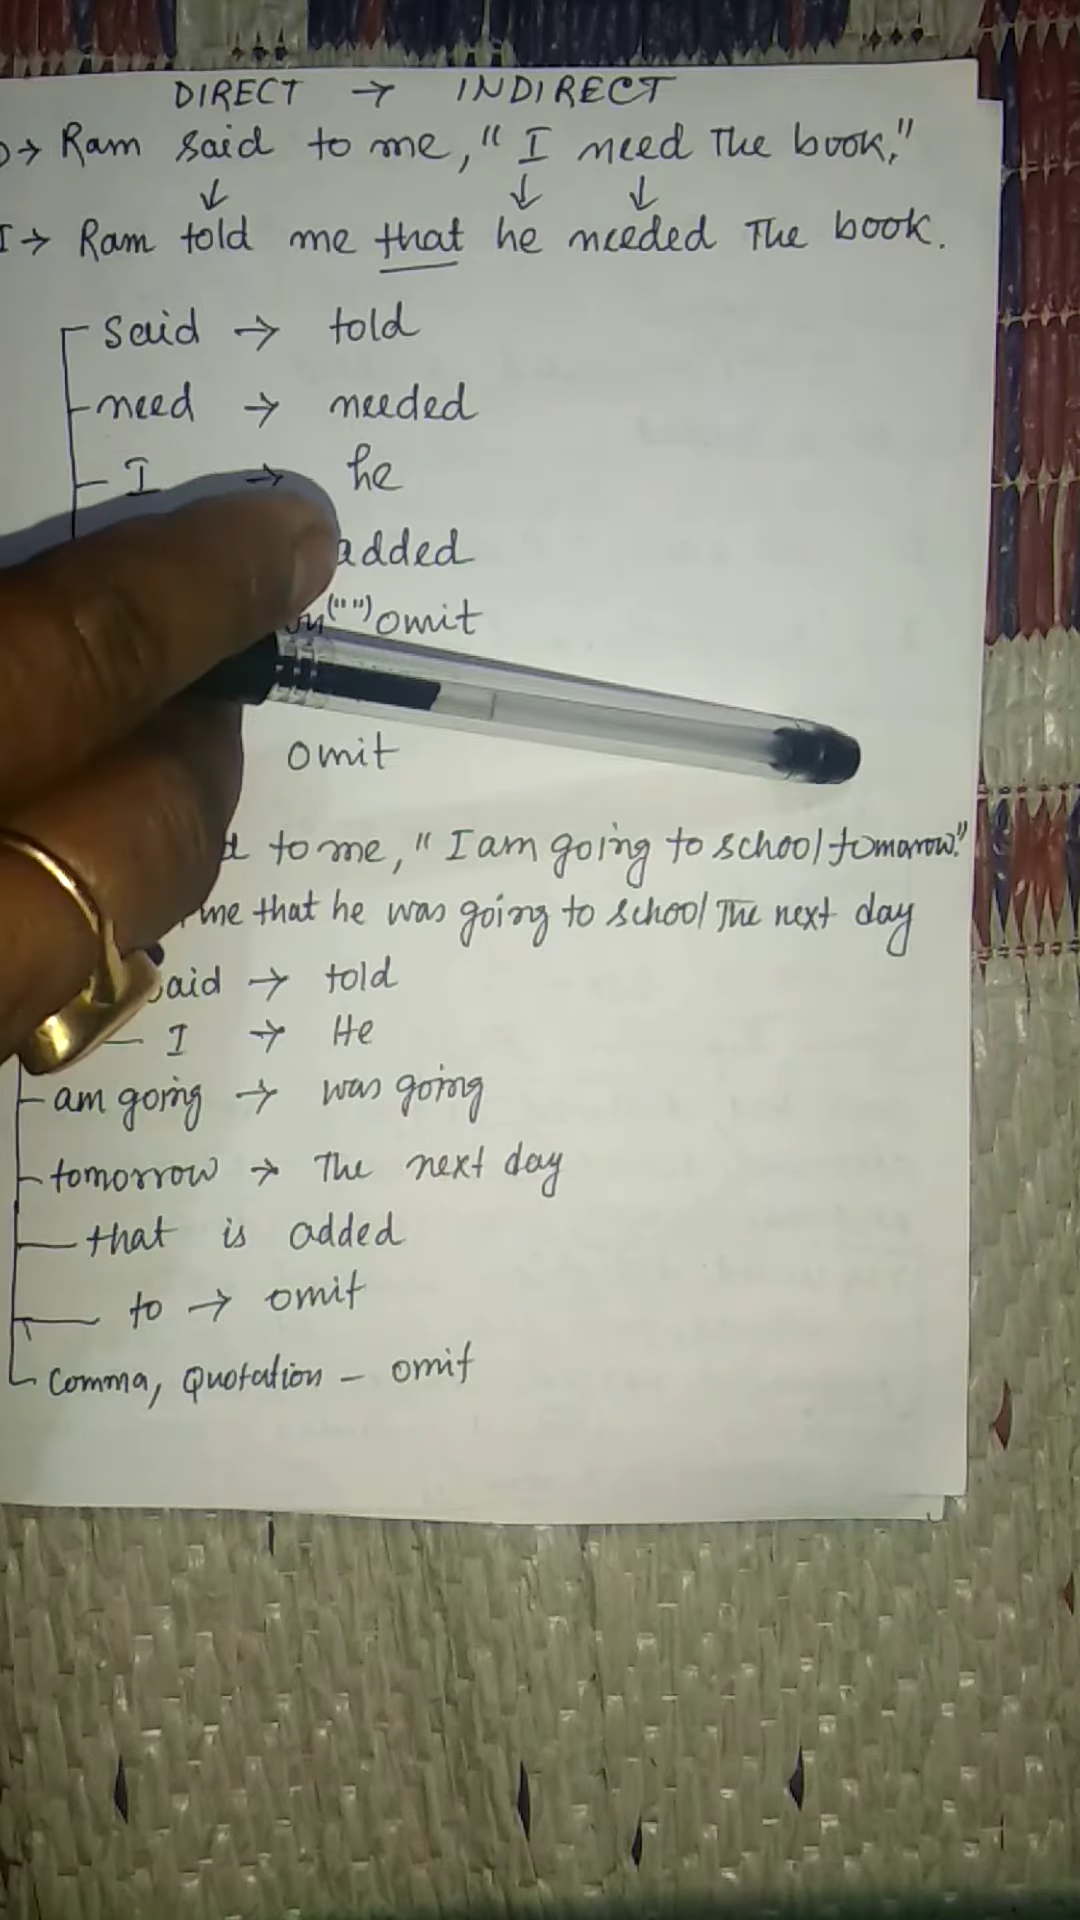 DIRECT → INDIRECT
→ Ram said to me, "I need The book,"
↓ ↓ ↓
I → Ram told me that he needed The book.
said → told
need → needed
I → he
added
("") omit
omit
to me, "I am going to school tomorrow."
me that he was going to school The next day
said → told
I → He
am going → was going
tomorrow → The next day
that is added
to → omit
Comma, Quotation - omit